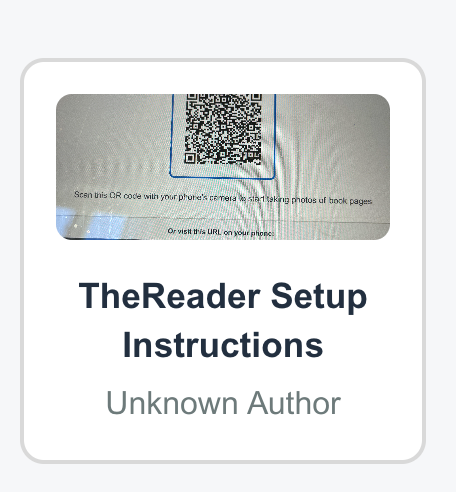 Scan this QR code with your phone's camera to start taking photos of book pages
Or visit this URL on your phone:
TheReader Setup
Instructions
Unknown Author